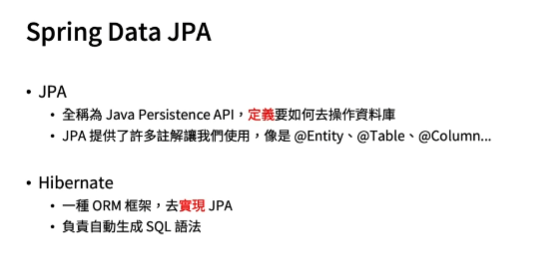 Spring Data JPA
• JPA
• 全稱為 Java Persistence API，定義要如何去操作資料庫
• JPA 提供了許多註解讓我們使用，像是 @Entity、@Table、@Column...
• Hibernate
• 一種 ORM 框架，去實現 JPA
• 負責自動生成 SQL 語法